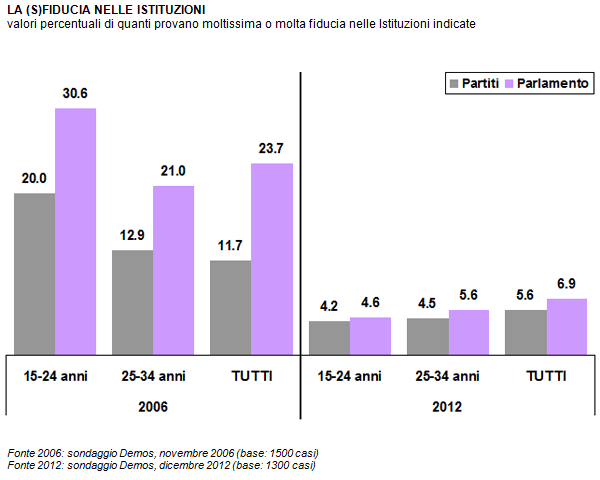 LA (S)FIDUCIA NELLE ISTITUZIONI
valori percentuali di quanti provano moltissima o molta fiducia nelle Istituzioni indicate
Partiti Parlamento
20.0 30.6 12.9 21.0 11.7 23.7
4.2 4.6 4.5 5.6 5.6 6.9
15-24 anni 25-34 anni TUTTI 15-24 anni 25-34 anni TUTTI
2006 2012
Fonte 2006: sondaggio Demos, novembre 2006 (base: 1500 casi)
Fonte 2012: sondaggio Demos, dicembre 2012 (base: 1300 casi)